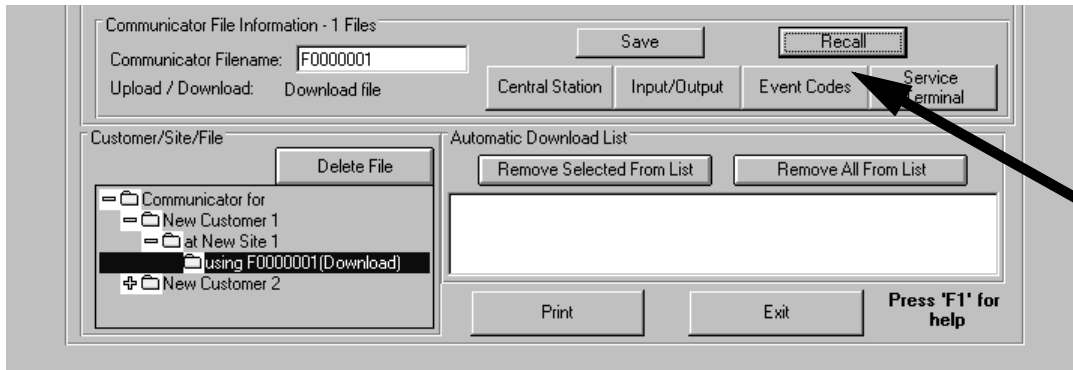 Communicator File Information - 1 Files
Communicator Filename: F0000001
Save
Recall
Upload / Download: Download file
Central Station
Input/Output
Event Codes
Service
Terminal
Customer/Site/File
Delete File
Communicator for
New Customer 1
at New Site 1
using F0000001(Download)
New Customer 2
Automatic Download List
Remove Selected From List
Remove All From List
Print
Exit
Press 'F1' for
help